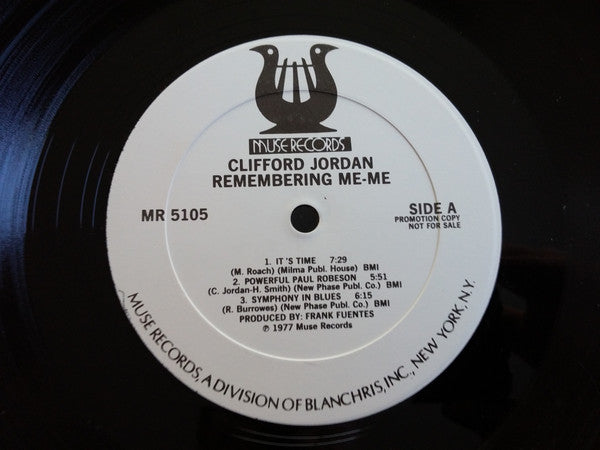 MUSE RECORDS
CLIFFORD JORDAN
REMEMBERING ME-ME
MR 5105
SIDE A
PROMOTION COPY
NOT FOR SALE
1. IT'S TIME 7:29
(M. Roach) (Milma Publ. House) BMI
2. POWERFUL PAUL ROBESON 5:51
(C. Jordan-H. Smith) (New Phase Publ. Co.) BMI
3. SYMPHONY IN BLUES 6:15
(R. Burrowes) (New Phase Publ. Co.) BMI
PRODUCED BY: FRANK FUENTES
℗ 1977 Muse Records
MUSE RECORDS, A DIVISION OF BLANCHRIS, INC., NEW YORK, N.Y.